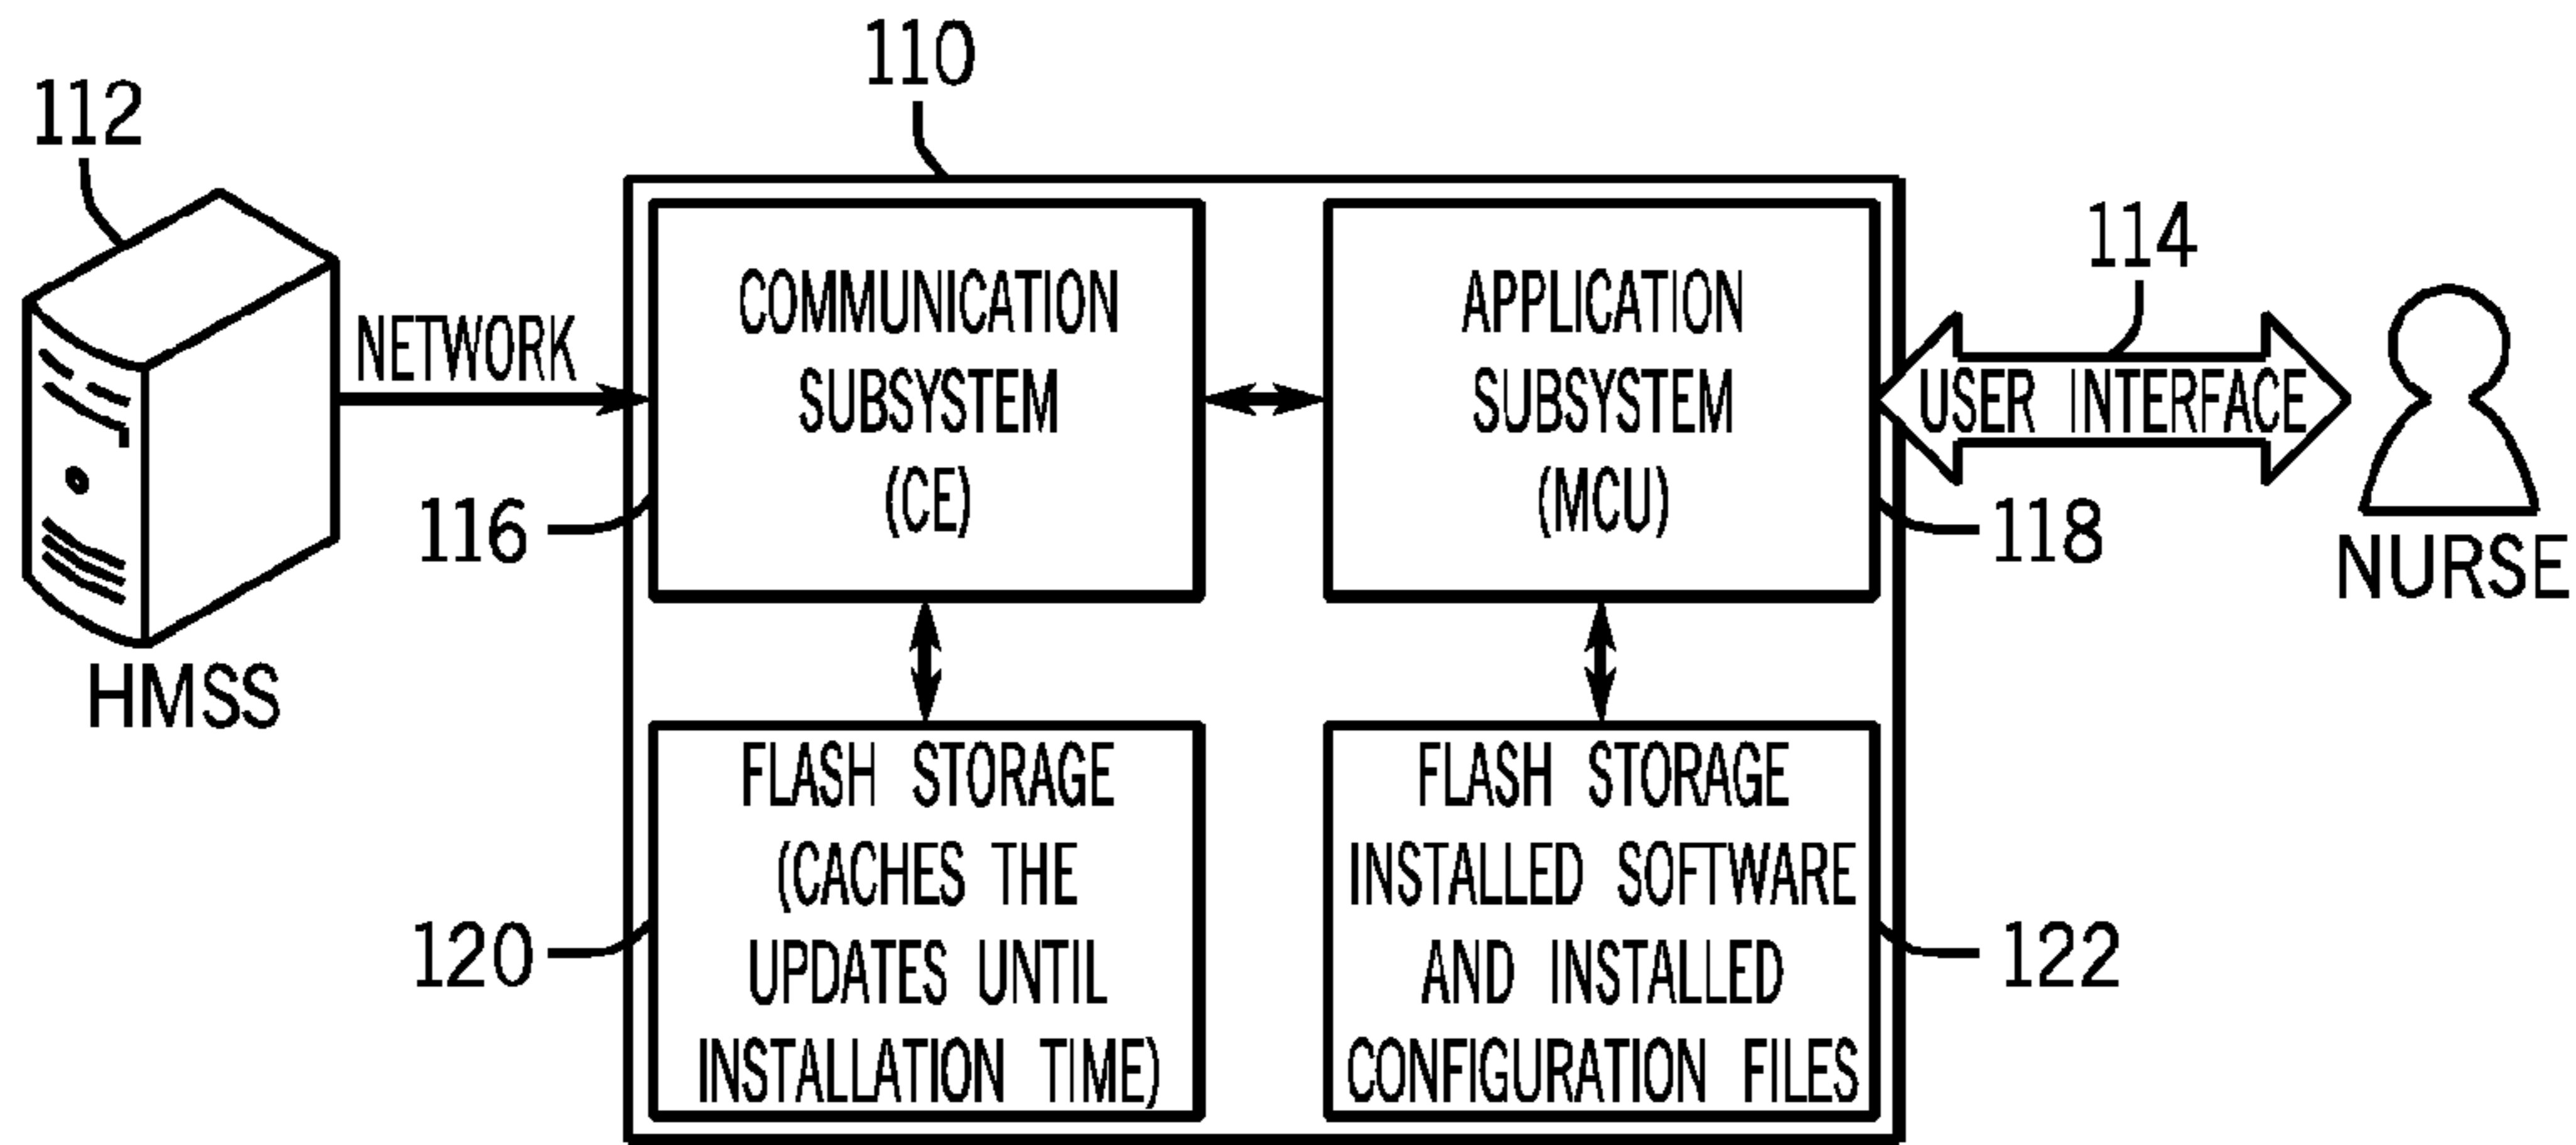 110
112
114
NETWORK
COMMUNICATION
SUBSYSTEM
(CE)
APPLICATION
SUBSYSTEM
(MCU)
USER INTERFACE
116
118
NURSE
HMSS
FLASH STORAGE
(CACHES THE
UPDATES UNTIL
INSTALLATION TIME)
FLASH STORAGE
INSTALLED SOFTWARE
AND INSTALLED
CONFIGURATION FILES
120
122